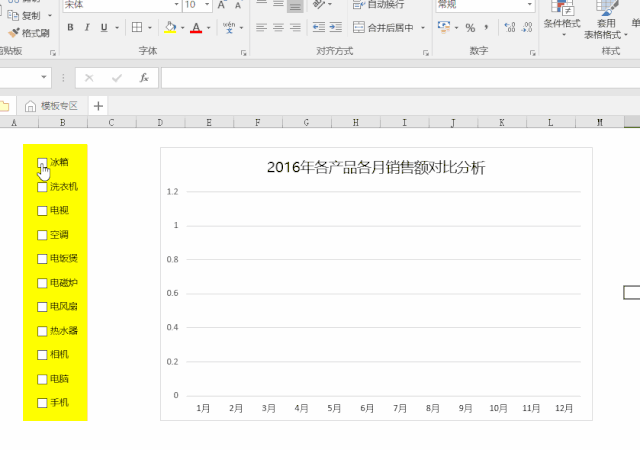 宋体 10 A A 自动换行 常规
复制
格式刷
B I U A wén 合并后居中 % , 条件格式 套用
表格格式
剪贴板 字体 对齐方式 数字 样式
fx
模板专区
A B C D E F G H I J K L M
2016年各产品各月销售额对比分析
冰箱
洗衣机
电视
空调
电饭煲
电磁炉
电风扇
热水器
相机
电脑
手机
1.2
1
0.8
0.6
0.4
0.2
0
1月 2月 3月 4月 5月 6月 7月 8月 9月 10月 11月 12月